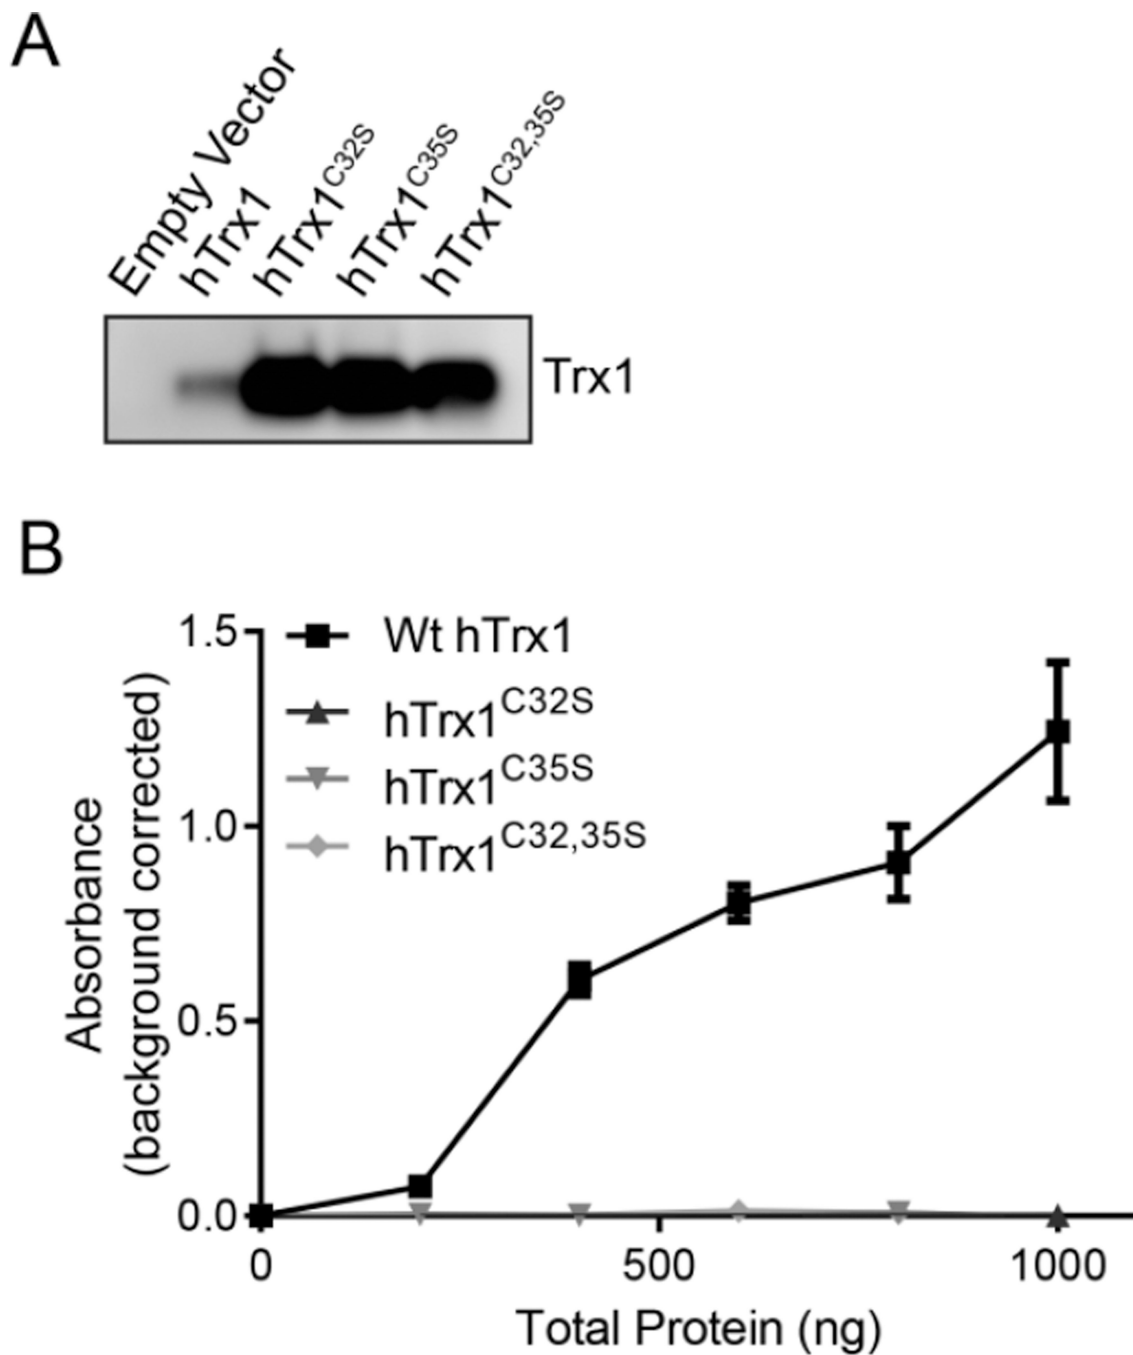 A
Empty Vector
hTrx1
hTrx1C32S
hTrx1C35S
hTrx1C32,35S
Trx1
B
Absorbance
(background corrected)
1.5
1.0
0.5
0.0
Wt hTrx1
hTrx1C32S
hTrx1C35S
hTrx1C32,35S
0
500
1000
Total Protein (ng)